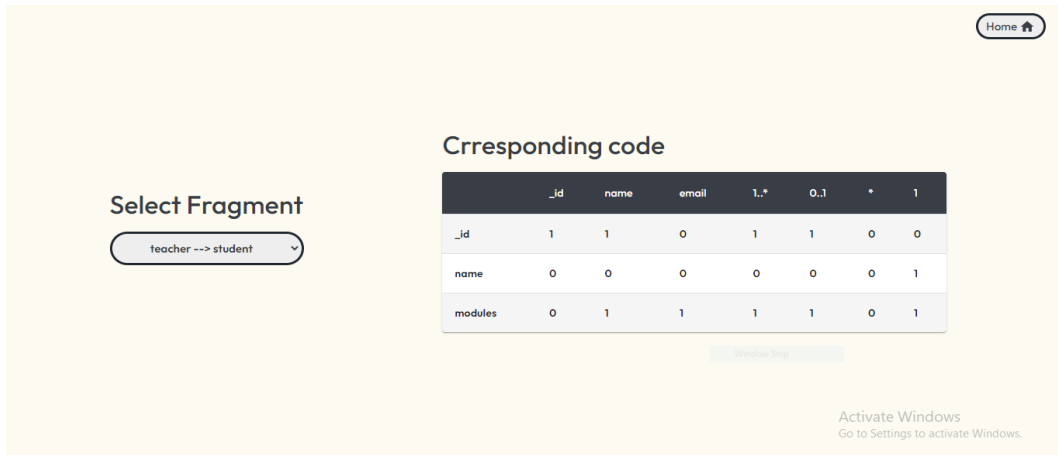 Home
Crresponding code
Select Fragment
teacher --> student
_id name email 1..* 0..1 * 1
_id 1 1 0 1 1 0 0
name 0 0 0 0 0 0 1
modules 0 1 1 1 1 0 1
Window Snip
Activate Windows
Go to Settings to activate Windows.